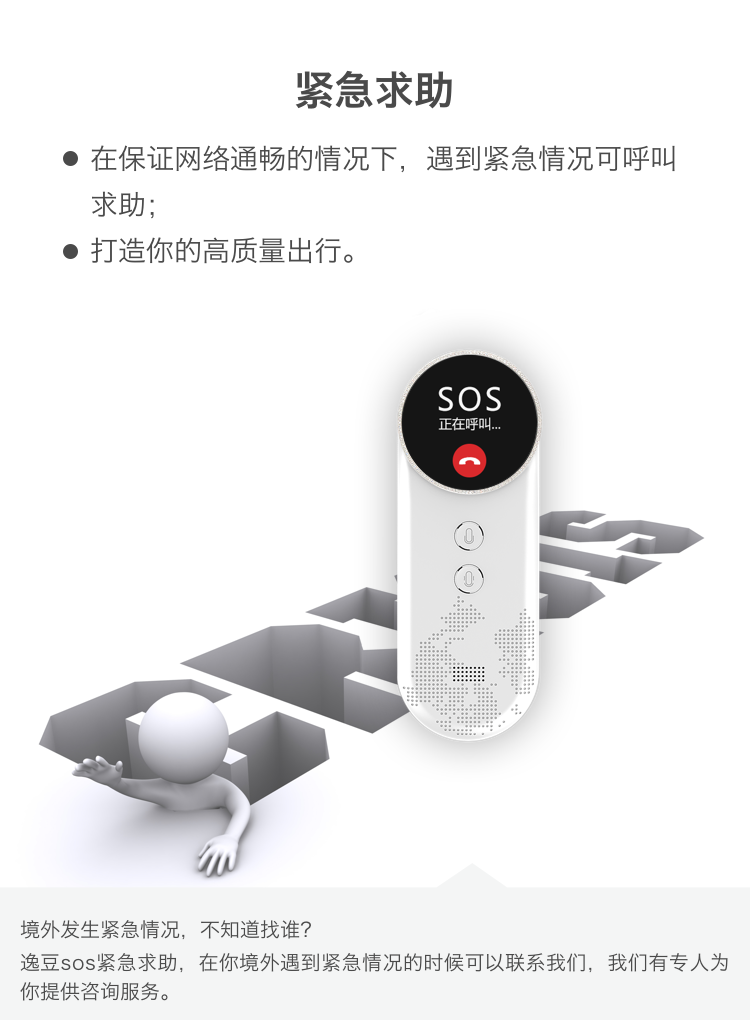 紧急求助
● 在保证网络通畅的情况下，遇到紧急情况可呼叫
求助；
● 打造你的高质量出行。
SOS
正在呼叫...
境外发生紧急情况，不知道找谁？
逸豆sos紧急求助，在你境外遇到紧急情况的时候可以联系我们，我们有专人为
你提供咨询服务。